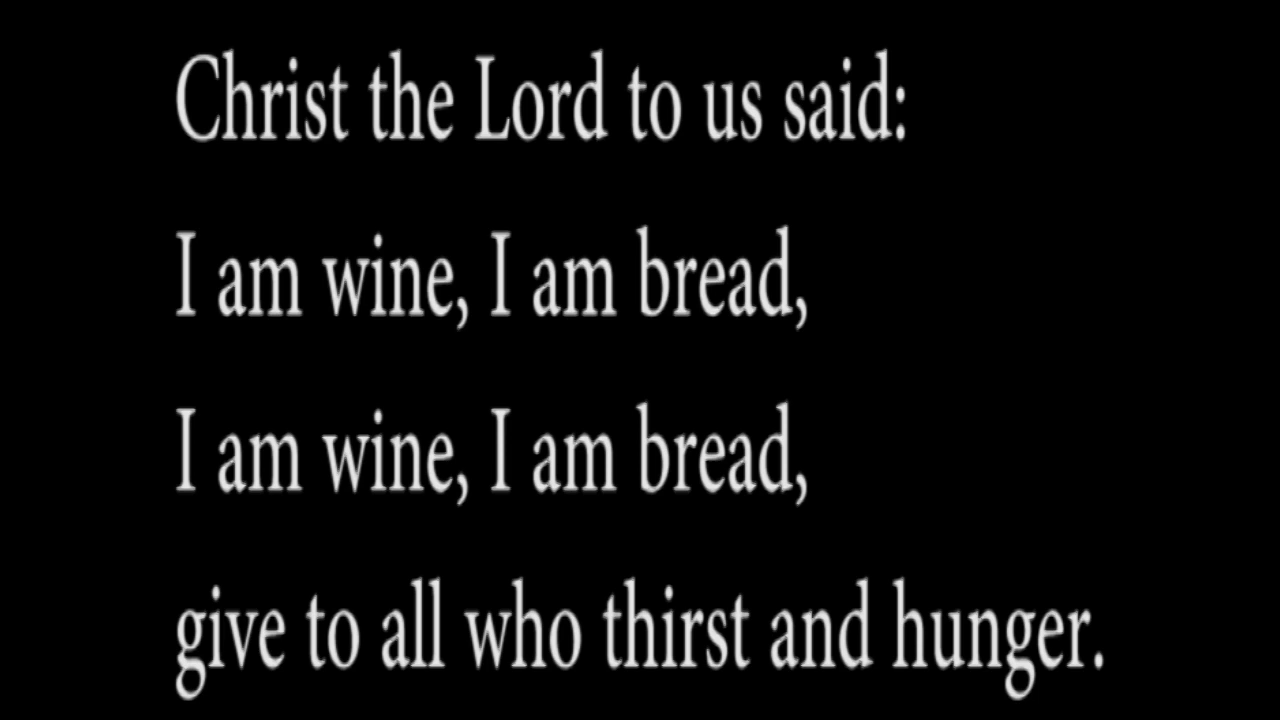 Christ the Lord to us said:
I am wine, I am bread,
I am wine, I am bread,
give to all who thirst and hunger.